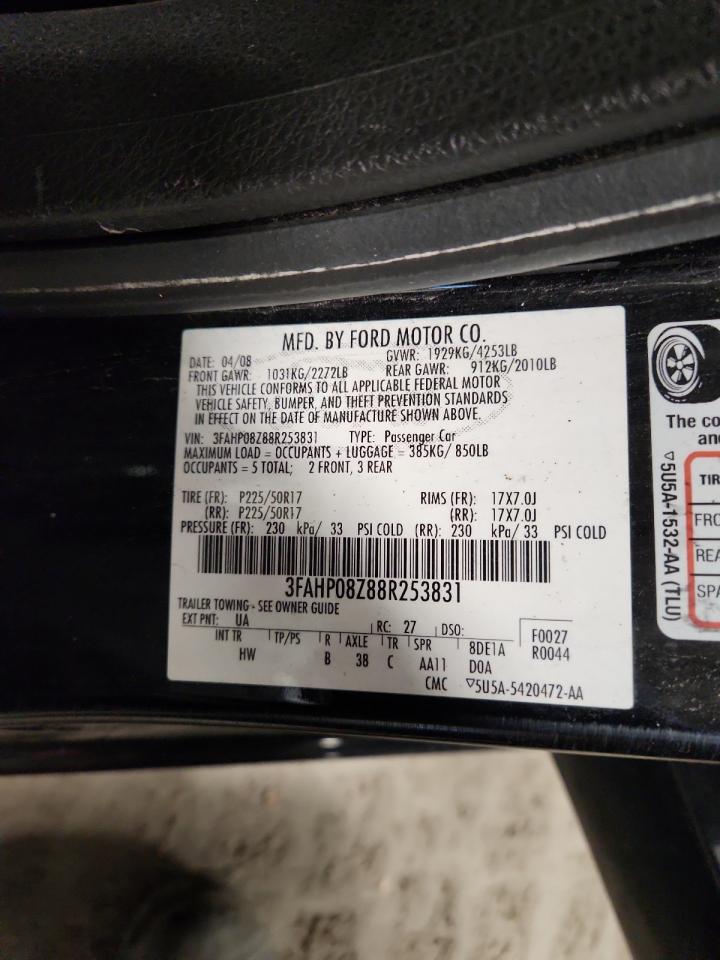 MFD. BY FORD MOTOR CO.
DATE: 04/08 GVWR: 1929KG/4253LB
FRONT GAWR: 1031KG/2272LB REAR GAWR: 912KG/2010LB
THIS VEHICLE CONFORMS TO ALL APPLICABLE FEDERAL MOTOR
VEHICLE SAFETY, BUMPER, AND THEFT PREVENTION STANDARDS
IN EFFECT ON THE DATE OF MANUFACTURE SHOWN ABOVE.
VIN: 3FAHP08Z88R253831 TYPE: Passenger Car
MAXIMUM LOAD = OCCUPANTS + LUGGAGE = 385KG/ 850LB
OCCUPANTS = 5 TOTAL; 2 FRONT, 3 REAR
TIRE (FR): P225/50R17 RIMS (FR): 17X7.0J
(RR): P225/50R17 (RR): 17X7.0J
PRESSURE (FR): 230 kPa/ 33 PSI COLD (RR): 230 kPa/ 33 PSI COLD
3FAHP08Z88R253831
TRAILER TOWING - SEE OWNER GUIDE
EXT PNT: UA RC: 27 DSO: F0027
INT TR TP/PS R AXLE TR SPR 8DE1A R0044
HW B 38 C AA11 D0A
CMC ▽5U5A-5420472-AA
The co
an
▽5U5A-1532-AA (TLU)
TIR
FRO
REA
SPA